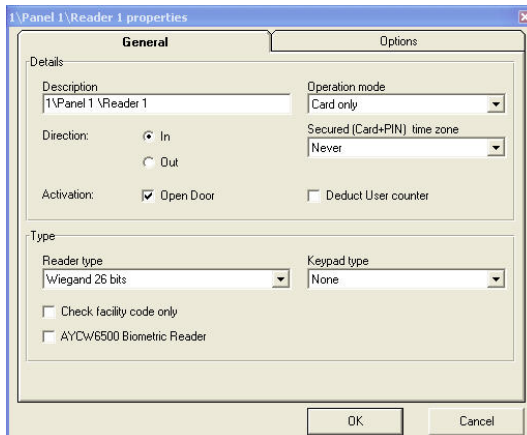 1\Panel 1\Reader 1 properties
General
Options
Details
Description
Operation mode
1\Panel 1 \Reader 1
Card only
Direction:
In
Secured (Card+PIN) time zone
Never
Out
Activation:
Open Door
Deduct User counter
Type
Reader type
Keypad type
Wiegand 26 bits
None
Check facility code only
AYCW6500 Biometric Reader
OK
Cancel